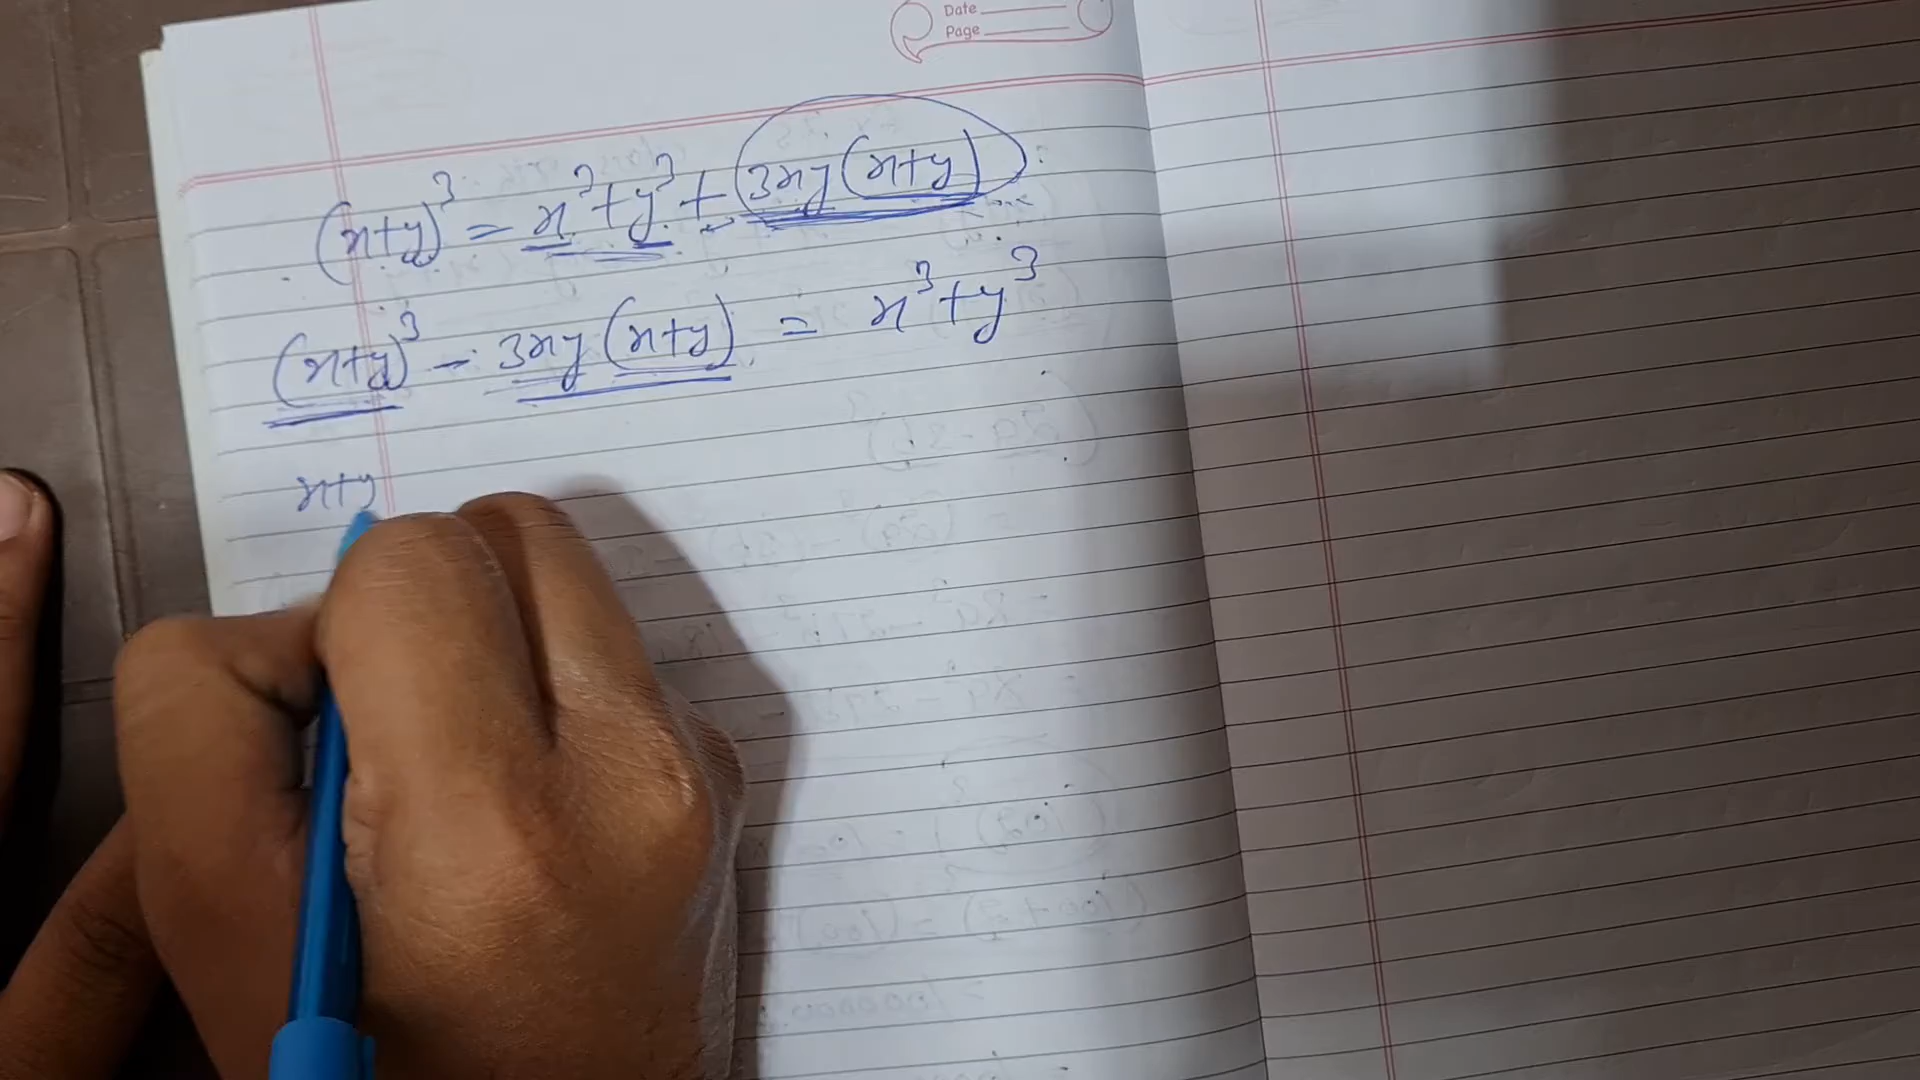 Date
Page
(x+y)³ = x³+y³ + 3xy(x+y)
(x+y)³ - 3xy(x+y) = x³+y³
x+y